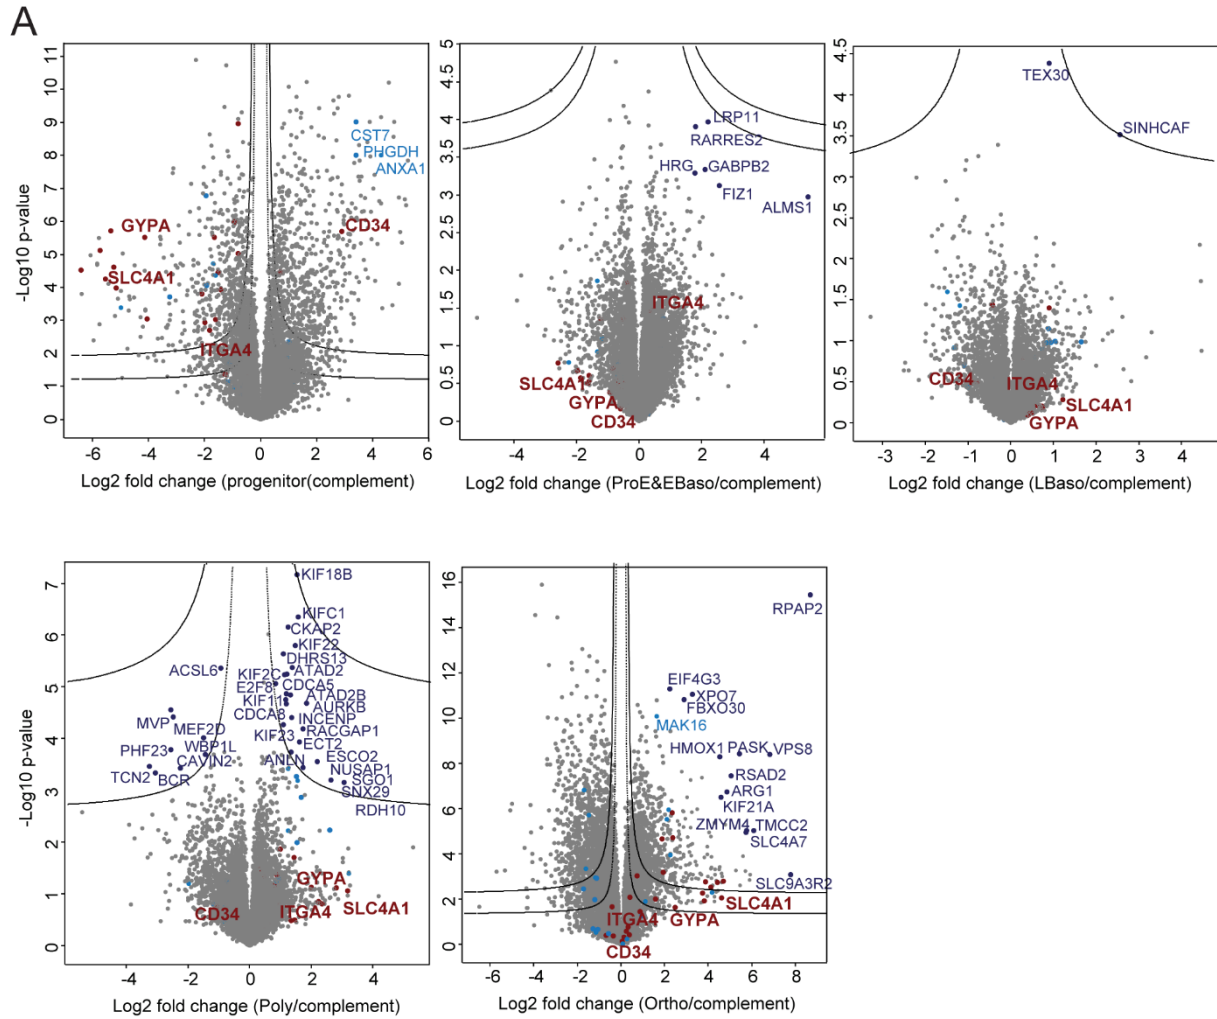 A
11
10
9
8
7
6
5
4
3
2
1
0
-Log10 p-value
CST7
PHGDH
ANXA1
GYPA
CD34
SLC4A1
ITGA4
-6
-4
-2
0
2
4
6
Log2 fold change (progenitor(complement)
5
4.5
4
3.5
3
2.5
2
1.5
1
0.5
0
LRP11
RARRES2
HRG
GABPB2
FIZ1
ALMS1
ITGA4
SLC4A1
GYPA
CD34
-4
-2
0
2
4
Log2 fold change (ProE&EBaso/complement)
4.5
4
3.5
3
2.5
2
1.5
1
0.5
0
TEX30
SINHCAF
CD34
ITGA4
SLC4A1
GYPA
-3
-2
-1
0
1
2
3
4
Log2 fold change (LBaso/complement)
7
6
5
4
3
2
1
0
-Log10 p-value
KIF18B
KIFC1
CKAP2
KIF22
DHRS13
ACSL6
KIF2C
ATAD2
E2F8
CDCA5
KIF11
ATAD2B
AURKB
CDCA8
INCENP
MVP
MEF2D
KIF23
RACGAP1
ECT2
PHF23
WBP1L
CAVIN2
ANLN
ESCO2
TCN2
BCR
NUSAP1
SGO1
SNX29
RDH10
GYPA
CD34
ITGA4
SLC4A1
-4
-2
0
2
4
Log2 fold change (Poly/complement)
16
14
12
10
8
6
4
2
0
RPAP2
EIF4G3
XPO7
FBXO30
MAK16
HMOX1
PASK
VPS8
RSAD2
ARG1
KIF21A
ZMYM4
TMCC2
SLC4A7
SLC9A3R2
SLC4A1
ITGA4
GYPA
CD34
-6
-4
-2
0
2
4
6
8
Log2 fold change (Ortho/complement)